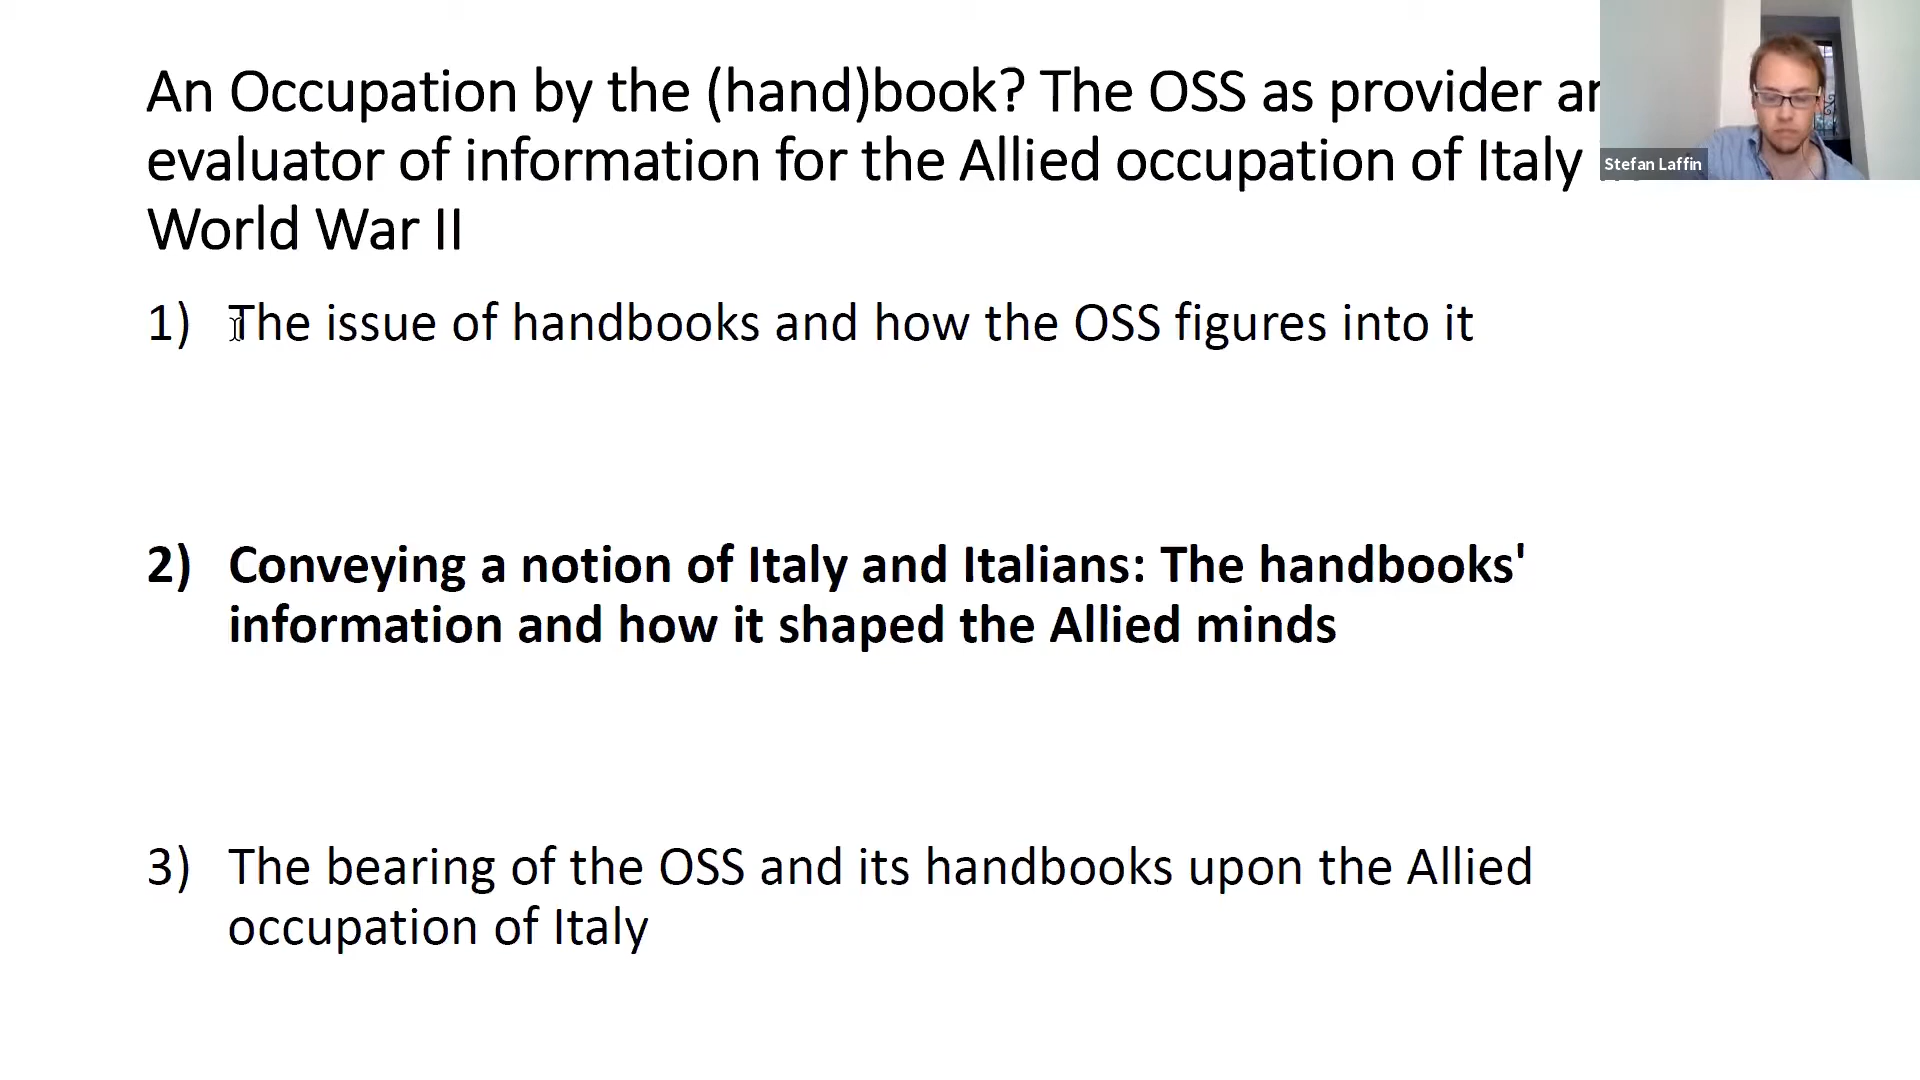 An Occupation by the (hand)book? The OSS as provider
evaluator of information for the Allied occupation of Italy
World War II
1) The issue of handbooks and how the OSS figures into it
2) Conveying a notion of Italy and Italians: The handbooks'
information and how it shaped the Allied minds
3) The bearing of the OSS and its handbooks upon the Allied
occupation of Italy
Stefan Laffin